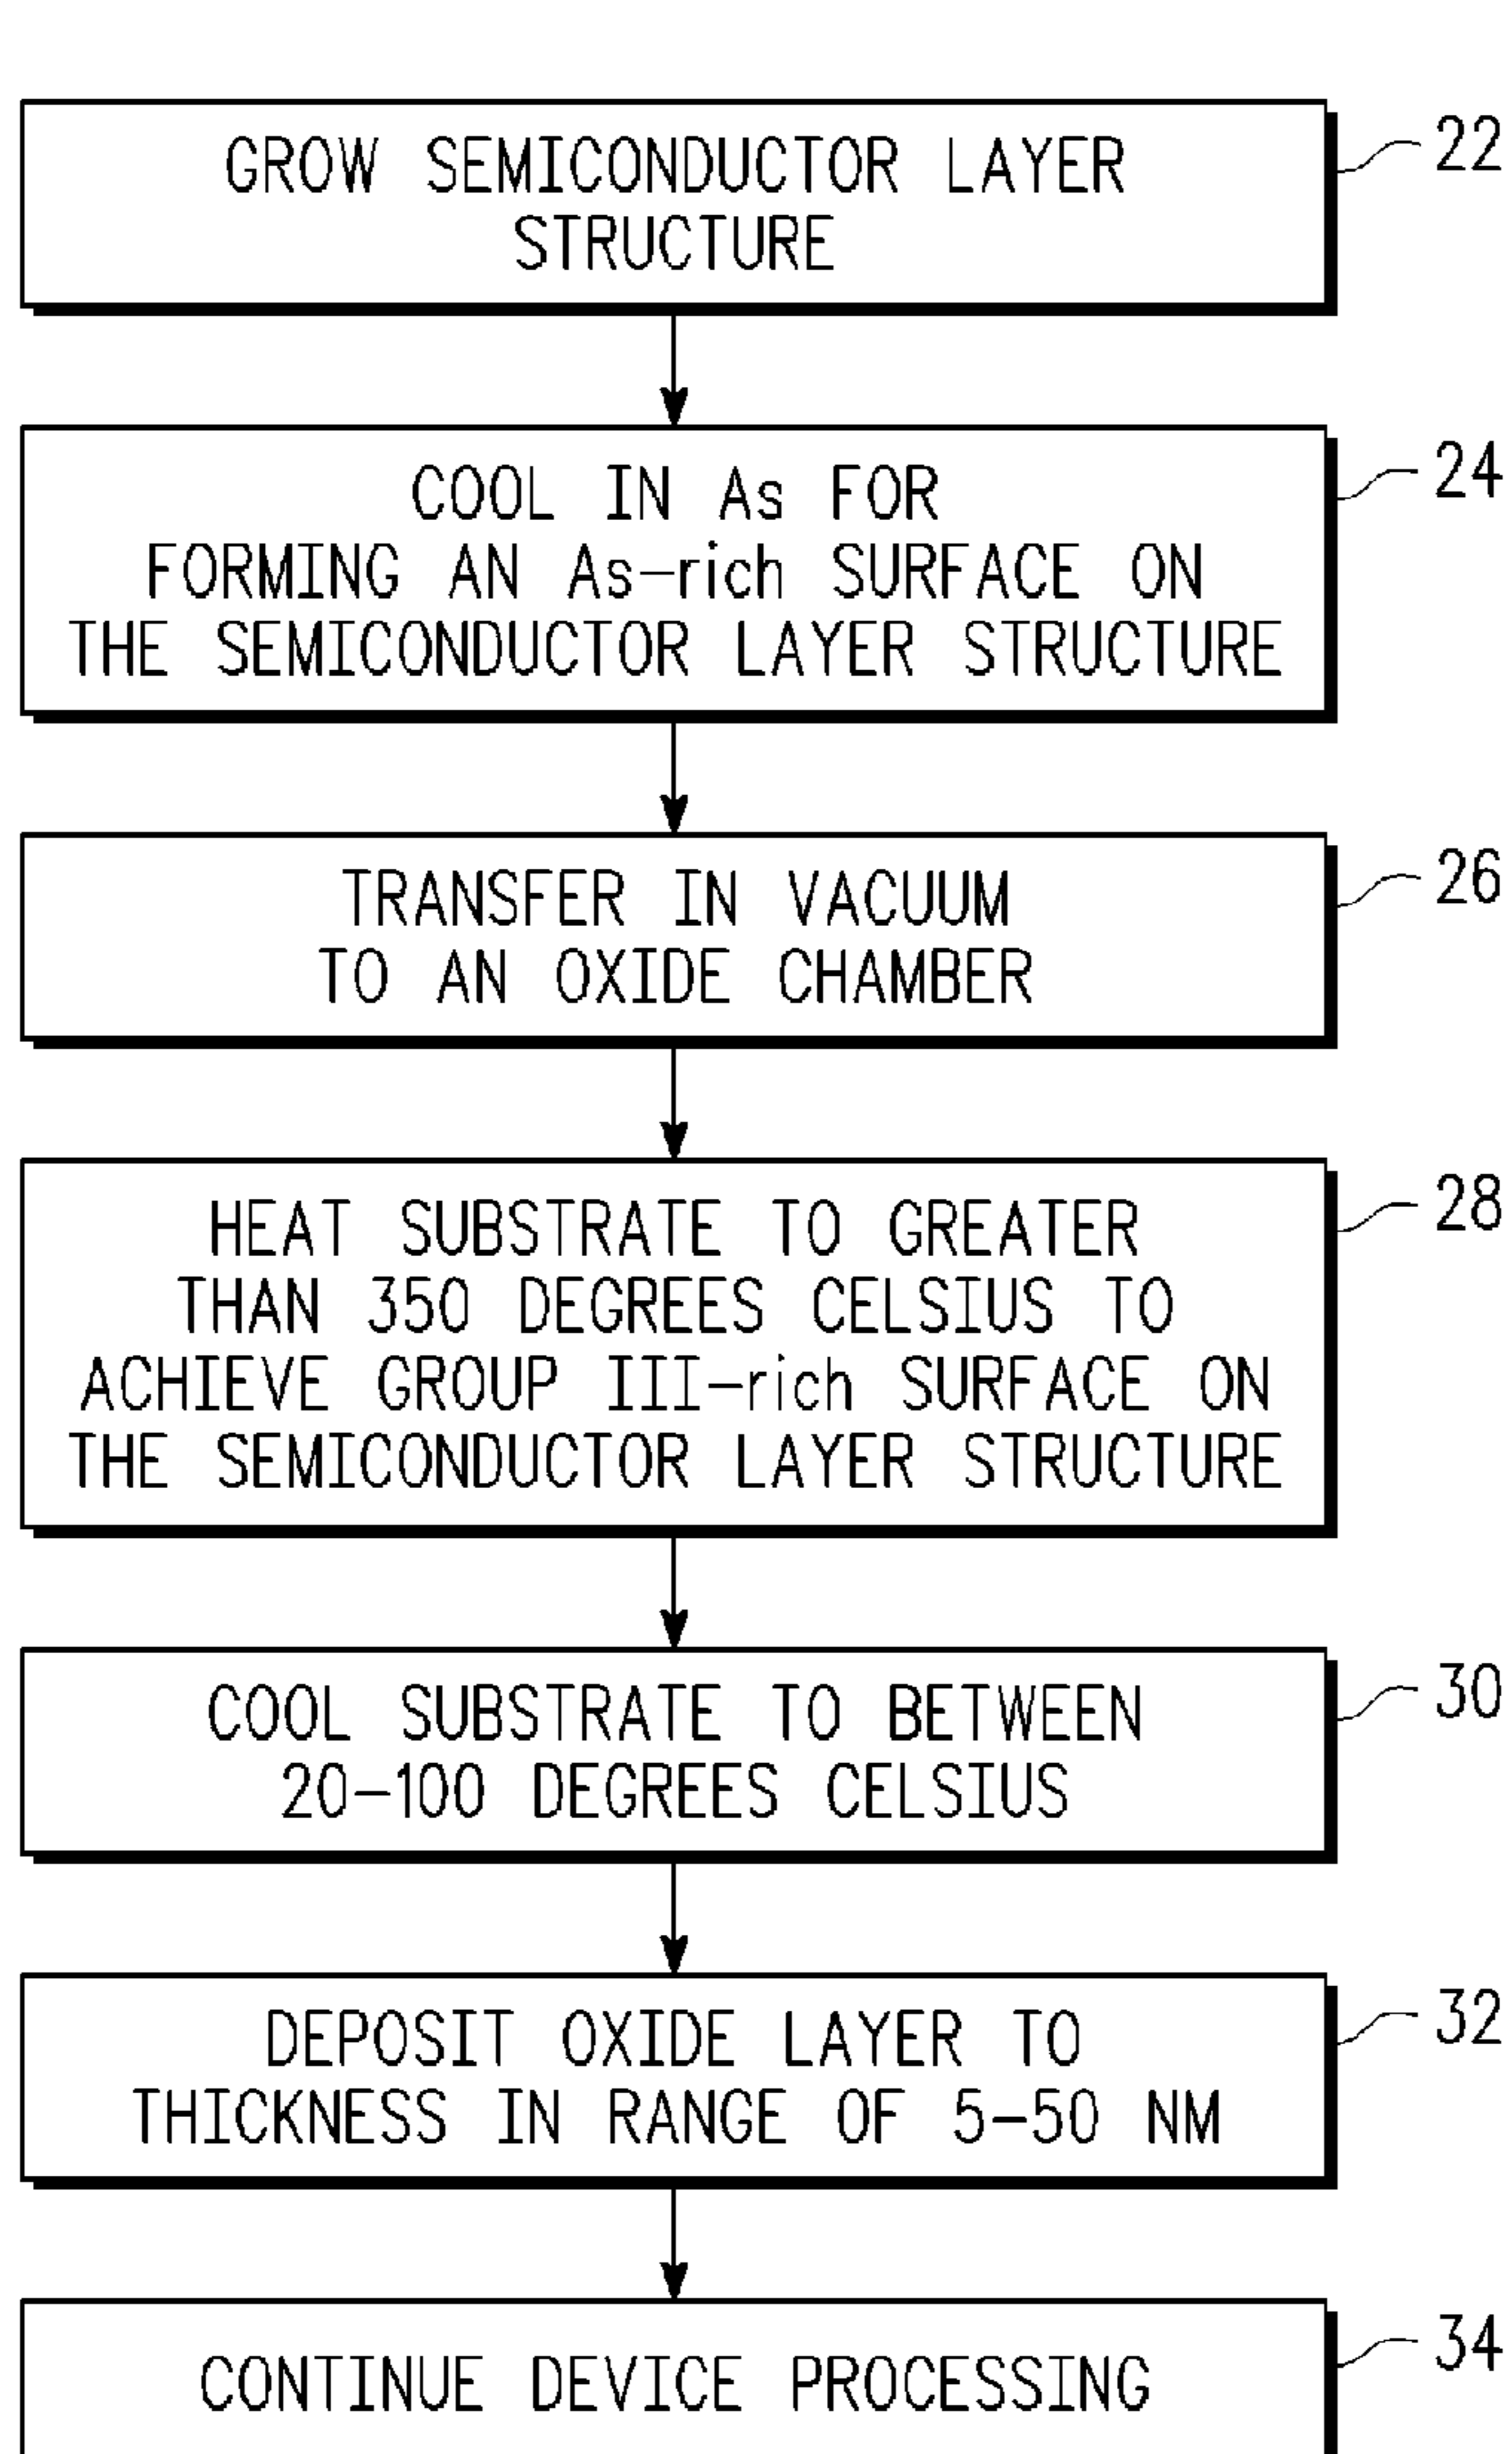 GROW SEMICONDUCTOR LAYER
STRUCTURE
22
COOL IN As FOR
FORMING AN As-rich SURFACE ON
THE SEMICONDUCTOR LAYER STRUCTURE
24
TRANSFER IN VACUUM
TO AN OXIDE CHAMBER
26
HEAT SUBSTRATE TO GREATER
THAN 350 DEGREES CELSIUS TO
ACHIEVE GROUP III-rich SURFACE ON
THE SEMICONDUCTOR LAYER STRUCTURE
28
COOL SUBSTRATE TO BETWEEN
20-100 DEGREES CELSIUS
30
DEPOSIT OXIDE LAYER TO
THICKNESS IN RANGE OF 5-50 NM
32
CONTINUE DEVICE PROCESSING
34